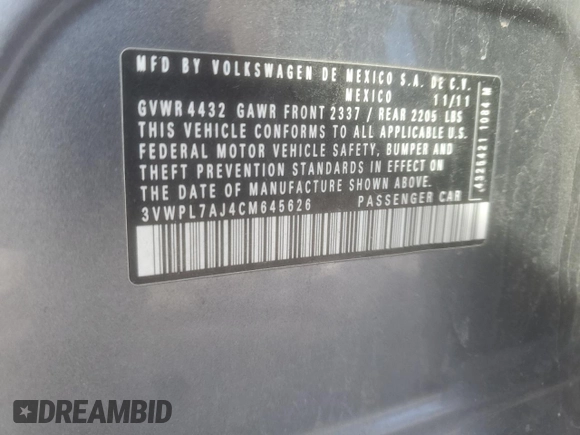 MFD BY VOLKSWAGEN DE MEXICO S.A. DE C.V.
MEXICO 11/11
GVWR 4432 GAWR FRONT 2337 / REAR 2205 LBS
THIS VEHICLE CONFORMS TO ALL APPLICABLE U.S.
FEDERAL MOTOR VEHICLE SAFETY, BUMPER AND
THEFT PREVENTION STANDARDS IN EFFECT ON
THE DATE OF MANUFACTURE SHOWN ABOVE.
3VWPL7AJ4CM645626 PASSENGER CAR
1084 M
DREAMBID